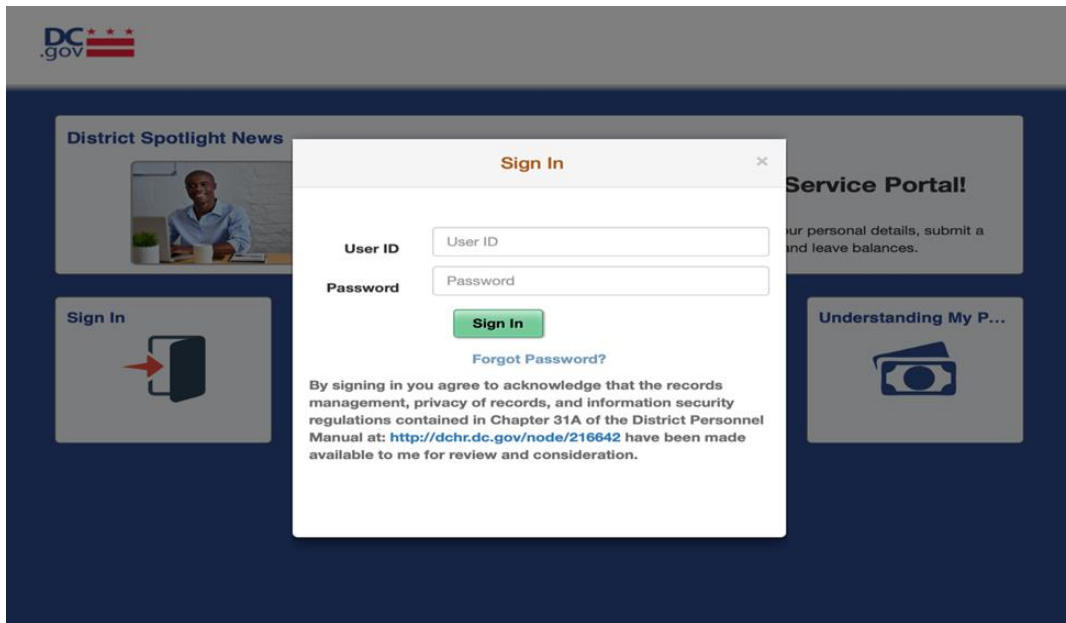 DC
.gov
District Spotlight News
Service Portal!
ur personal details, submit a
and leave balances.
Sign In
Understanding My P...
Sign In
×
User ID
User ID
Password
Password
Sign In
Forgot Password?
By signing in you agree to acknowledge that the records
management, privacy of records, and information security
regulations contained in Chapter 31A of the District Personnel
Manual at: http://dchr.dc.gov/node/216642 have been made
available to me for review and consideration.